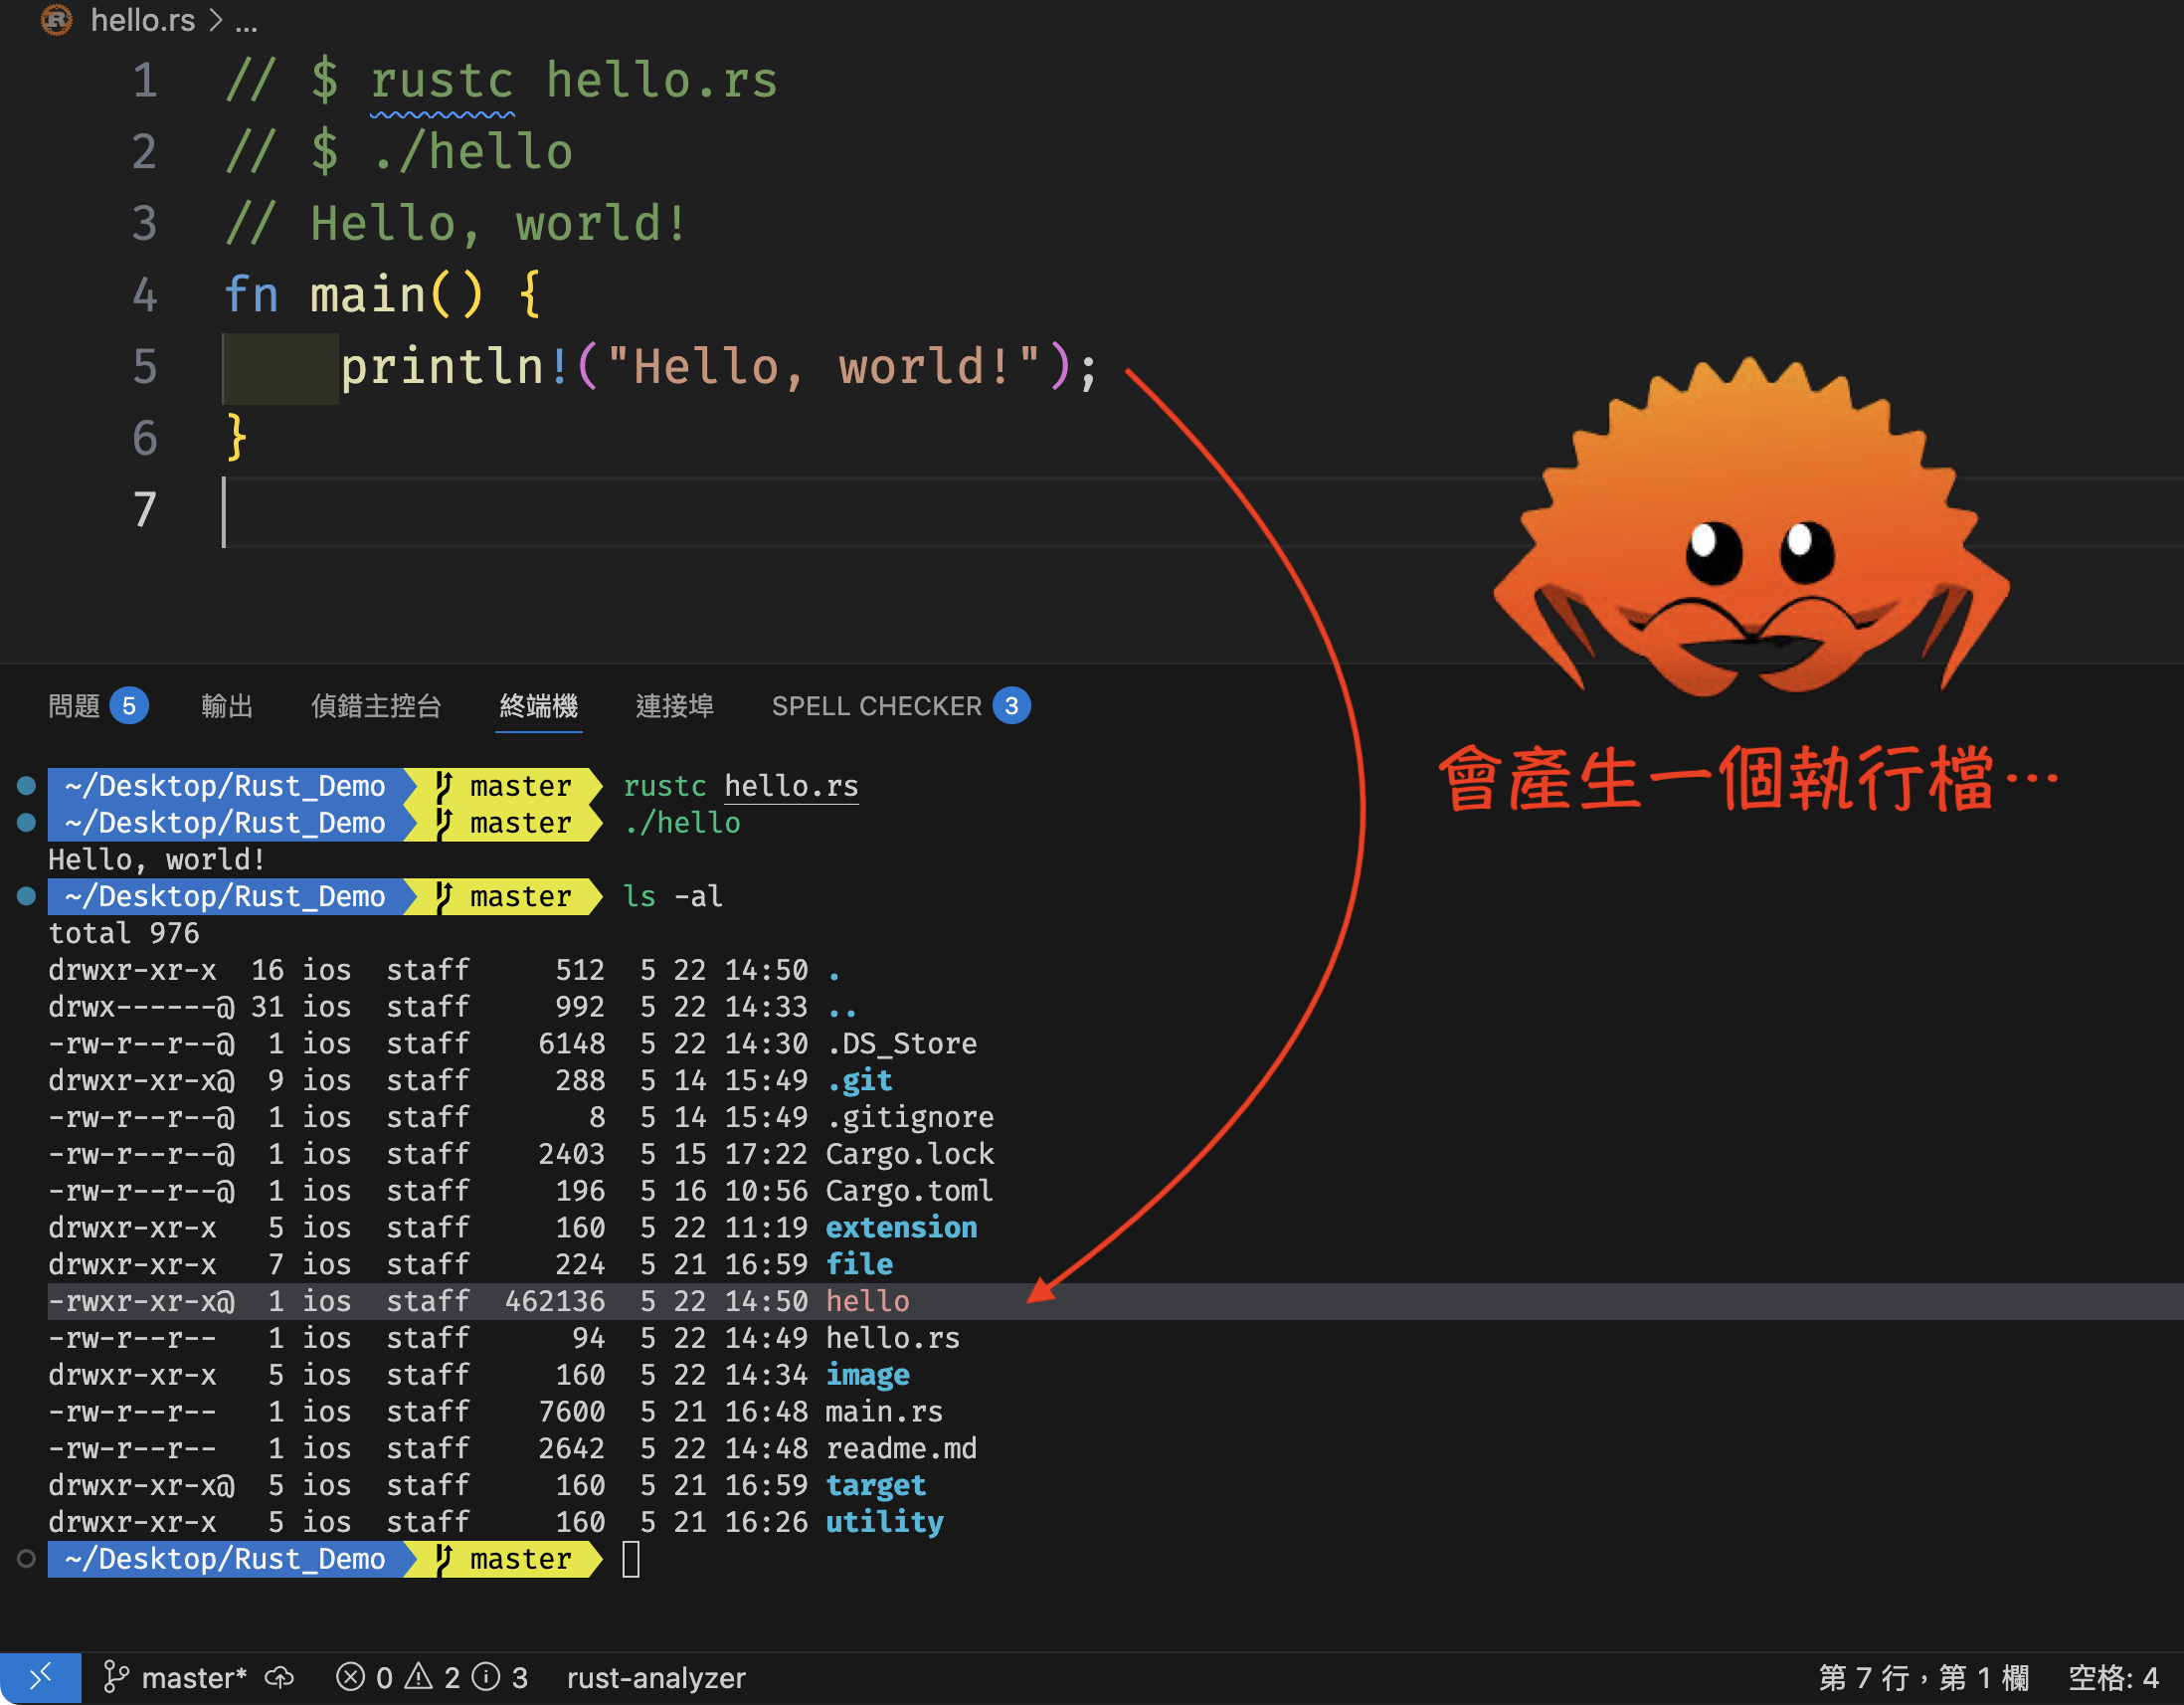 hello.rs > ...
1 // $ rustc hello.rs
2 // $ ./hello
3 // Hello, world!
4 fn main() {
5 println!("Hello, world!");
6 }
7
會產生一個執行檔…
問題 5 輸出 偵錯主控台 終端機 連接埠 SPELL CHECKER 3
~/Desktop/Rust_Demo master rustc hello.rs
~/Desktop/Rust_Demo master ./hello
Hello, world!
~/Desktop/Rust_Demo master ls -al
total 976
drwxr-xr-x 16 ios staff 512 5 22 14:50 .
drwx------@ 31 ios staff 992 5 22 14:33 ..
-rw-r--r--@ 1 ios staff 6148 5 22 14:30 .DS_Store
drwxr-xr-x@ 9 ios staff 288 5 14 15:49 .git
-rw-r--r--@ 1 ios staff 8 5 14 15:49 .gitignore
-rw-r--r--@ 1 ios staff 2403 5 15 17:22 Cargo.lock
-rw-r--r--@ 1 ios staff 196 5 16 10:56 Cargo.toml
drwxr-xr-x 5 ios staff 160 5 22 11:19 extension
drwxr-xr-x 7 ios staff 224 5 21 16:59 file
-rwxr-xr-x@ 1 ios staff 462136 5 22 14:50 hello
-rw-r--r-- 1 ios staff 94 5 22 14:49 hello.rs
drwxr-xr-x 5 ios staff 160 5 22 14:34 image
-rw-r--r-- 1 ios staff 7600 5 21 16:48 main.rs
-rw-r--r-- 1 ios staff 2642 5 22 14:48 readme.md
drwxr-xr-x@ 5 ios staff 160 5 21 16:59 target
drwxr-xr-x 5 ios staff 160 5 21 16:26 utility
~/Desktop/Rust_Demo master
master* 0 2 3 rust-analyzer 第 7 行，第 1 欄 空格: 4